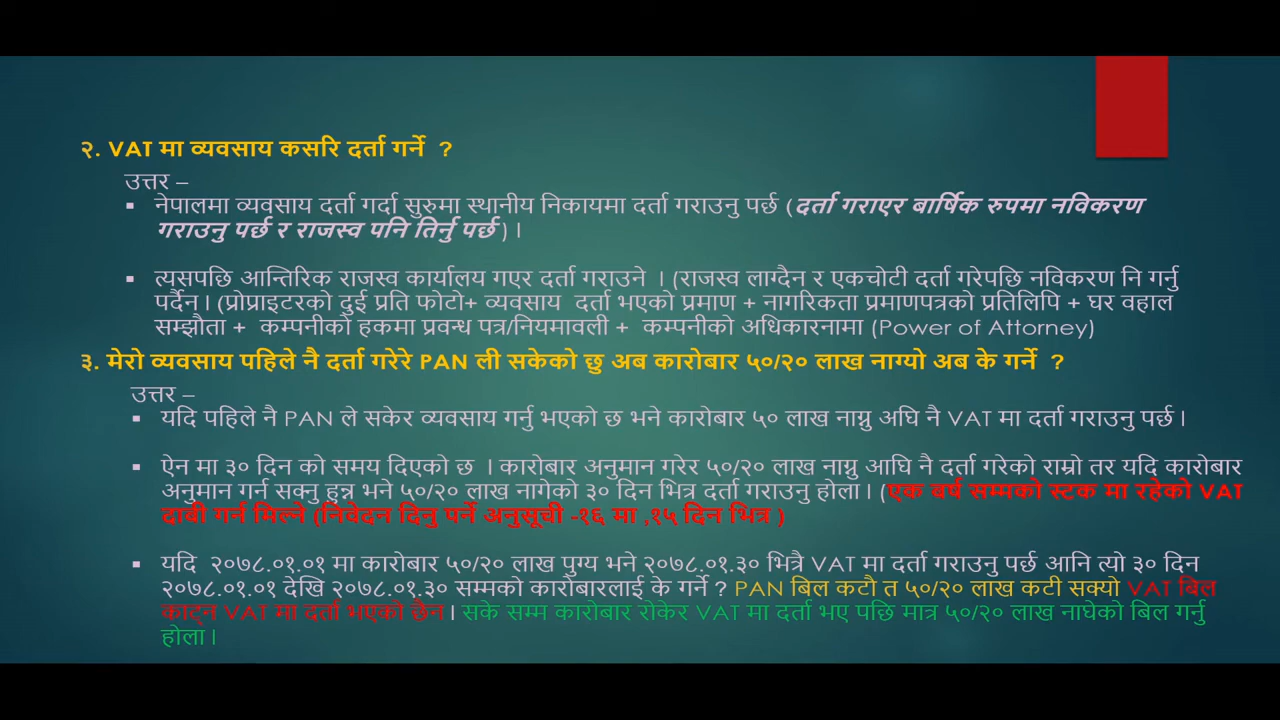 २. VAT मा व्यवसाय कसरि दर्ता गर्ने ?
उत्तर –
▪ नेपालमा व्यवसाय दर्ता गर्दा सुरुमा स्थानीय निकायमा दर्ता गराउनु पर्छ (दर्ता गराएर बार्षिक रुपमा नविकरण
गराउनु पर्छ र राजस्व पनि तिर्नु पर्छ ) ।
▪ त्यसपछि आन्तिरिक राजस्व कार्यालय गएर दर्ता गराउने । (राजस्व लाग्दैन र एकचोटी दर्ता गरेपछि नविकरण नि गर्नु
पर्दैन । (प्रोप्राइटरको दुई प्रति फोटो+ व्यवसाय दर्ता भएको प्रमाण + नागरिकता प्रमाणपत्रको प्रतिलिपि + घर वहाल
सम्झौता + कम्पनीको हकमा प्रवन्ध पत्र/नियमावली + कम्पनीको अधिकारनामा (Power of Attorney)
३. मेरो व्यवसाय पहिले नै दर्ता गरेरे PAN ली सकेको छु अब कारोबार ५०/२० लाख नाग्यो अब के गर्ने ?
उत्तर –
▪ यदि पहिले नै PAN ले सकेर व्यवसाय गर्नु भएको छ भने कारोबार ५० लाख नाघ्नु अघि नै VAT मा दर्ता गराउनु पर्छ ।
▪ ऐन मा ३० दिन को समय दिएको छ । कारोबार अनुमान गरेर ५०/२० लाख नाघ्नु आघि नै दर्ता गरेको राम्रो तर यदि कारोबार
अनुमान गर्न सक्नु हुन्न भने ५०/२० लाख नागेको ३० दिन भित्र दर्ता गराउनु होला । (एक बर्ष सम्मको स्टक मा रहेको VAT
दावी गर्न मिल्ने (निवेदन दिनु पर्ने अनुसूची -१६ मा ,१५ दिन भित्र )
▪ यदि २०७८.०१.०१ मा कारोबार ५०/२० लाख पुग्य भने २०७८.०१.३० भित्रै VAT मा दर्ता गराउनु पर्छ आनि त्यो ३० दिन
२०७८.०१.०१ देखि २०७८.०१.३० सम्मको कारोबारलाई के गर्ने ? PAN बिल कटौ त ५०/२० लाख कटी सक्यो VAT बिल
काट्न VAT मा दर्ता भएको छैन । सके सम्म कारोबार रोकेर VAT मा दर्ता भए पछि मात्र ५०/२० लाख नाघेको बिल गर्नु
होला ।